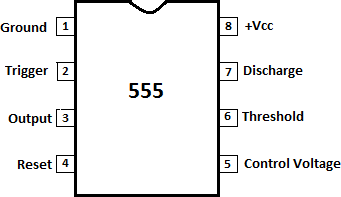 Ground 1 8 +Vcc
Trigger 2 7 Discharge
555
Output 3 6 Threshold
Reset 4 5 Control Voltage